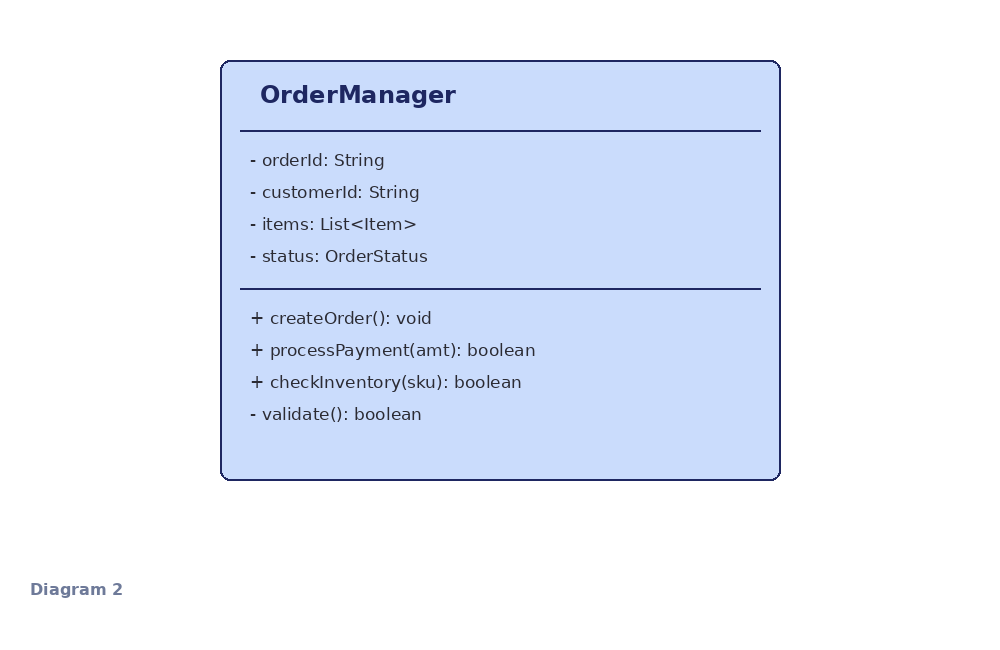 OrderManager
- orderId: String
- customerId: String
- items: List<Item>
- status: OrderStatus
+ createOrder(): void
+ processPayment(amt): boolean
+ checkInventory(sku): boolean
- validate(): boolean
Diagram 2